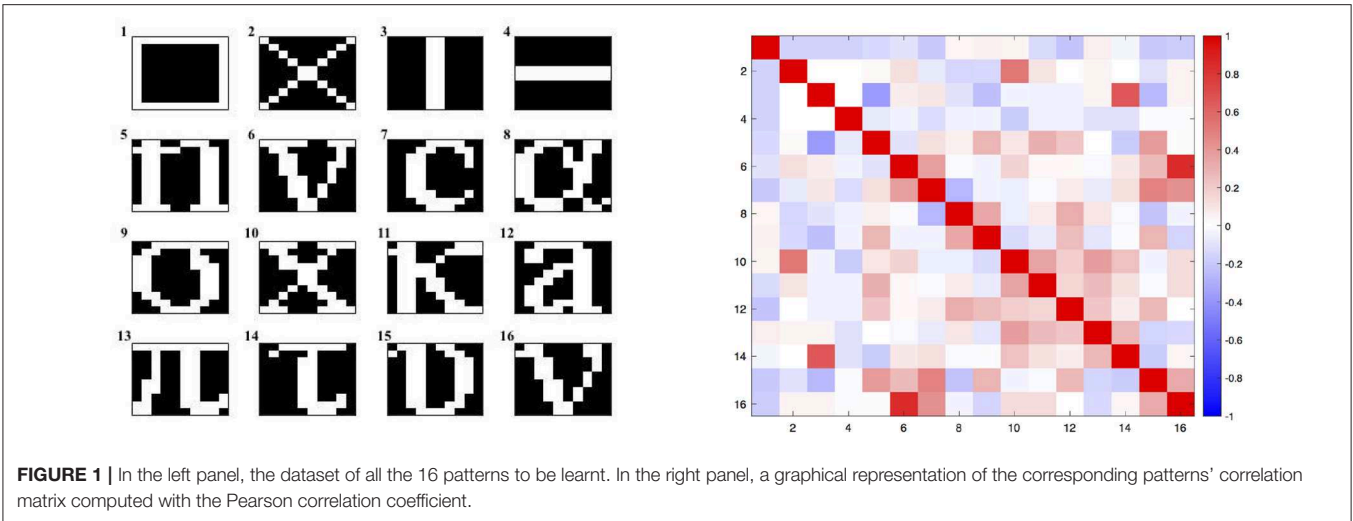 1 2 3 4
5 6 7 8
9 10 11 12
13 14 15 16
2
4
6
8
10
12
14
16
2 4 6 8 10 12 14 16
1
0.8
0.6
0.4
0.2
0
-0.2
-0.4
-0.6
-0.8
-1
FIGURE 1 | In the left panel, the dataset of all the 16 patterns to be learnt. In the right panel, a graphical representation of the corresponding patterns' correlation
matrix computed with the Pearson correlation coefficient.